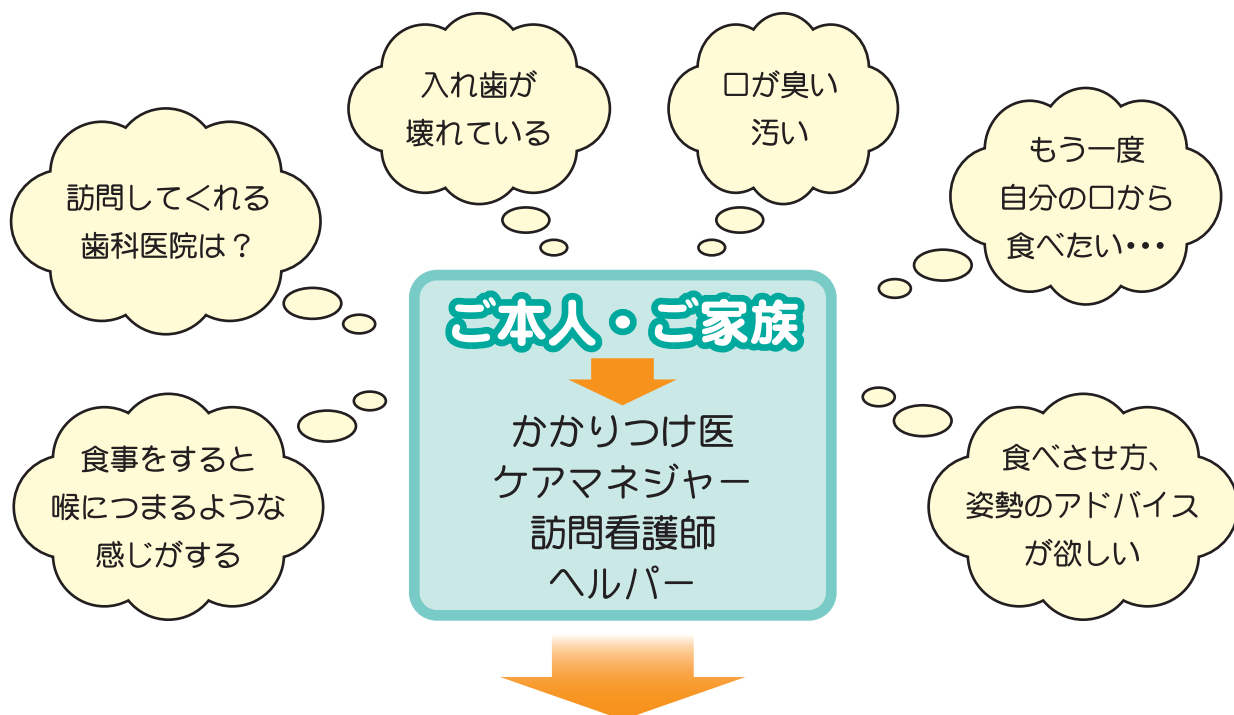 入れ歯が
壊れている
口が臭い
汚い
訪問してくれる
歯科医院は？
もう一度
自分の口から
食べたい・・・
ご本人・ご家族
かかりつけ医
ケアマネジャー
訪問看護師
ヘルパー
食事をすると
喉につまるような
感じがする
食べさせ方、
姿勢のアドバイス
が欲しい